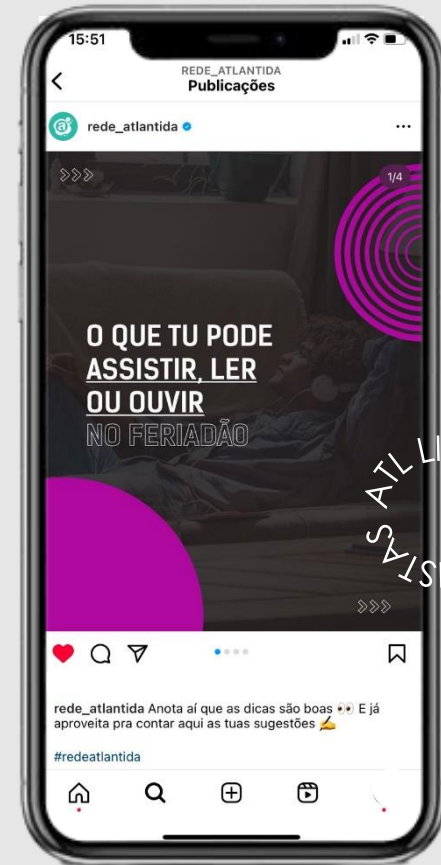 15:51
REDE_ATLANTIDA
Publicações
rede_atlantida
1/4
O QUE TU PODE
ASSISTIR, LER
OU OUVIR
NO FERIADÃO
ATL
rede_atlantida Anota aí que as dicas são boas 👀 E já
aproveita pra contar aqui as tuas sugestões ✍️
#redeatlantida